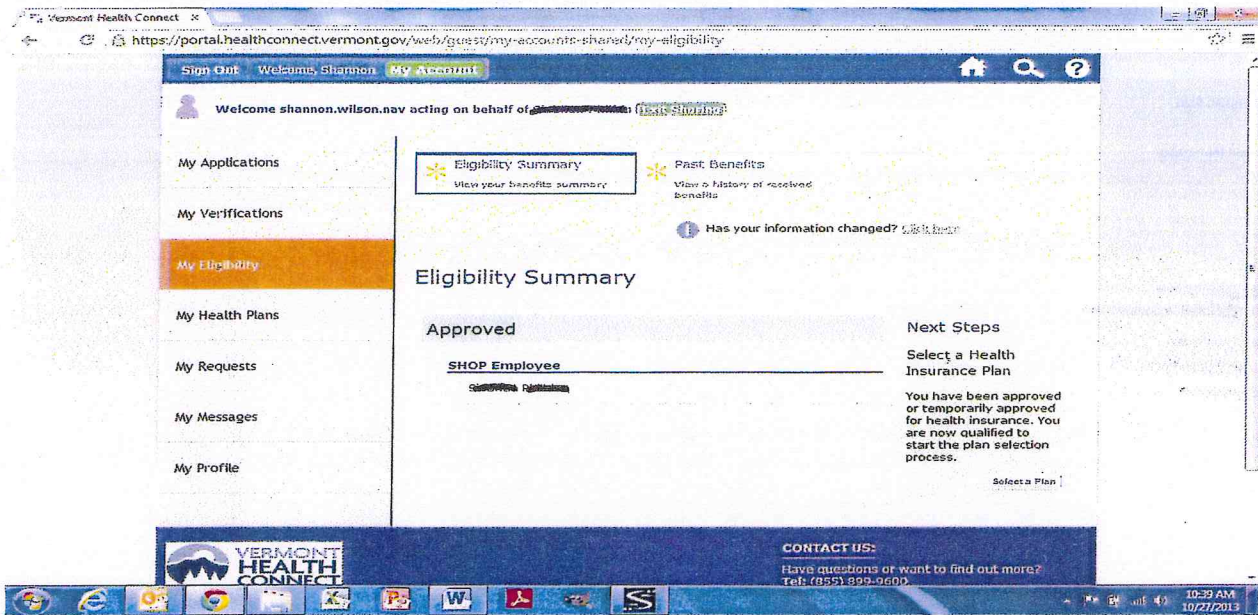 Vermont Health Connect ×
https://portal.healthconnect.vermont.gov/web/guest/my-accounts-shared/my-eligibility
Sign Out Welcome, Shannon My Account
?
Welcome shannon.wilson.nav acting on behalf of
My Applications
My Verifications
My Eligibility
My Health Plans
My Requests
My Messages
My Profile
Eligibility Summary
View your benefits summary
Past Benefits
View a history of received
benefits
Has your information changed? Click here
Eligibility Summary
Approved
SHOP Employee
Next Steps
Select a Health
Insurance Plan
You have been approved
or temporarily approved
for health insurance. You
are now qualified to
start the plan selection
process.
Select a Plan
VERMONT
HEALTH
CONNECT
CONTACT US:
Have questions or want to find out more?
Tel: (855) 899-9600
10:39 AM
10/27/2013